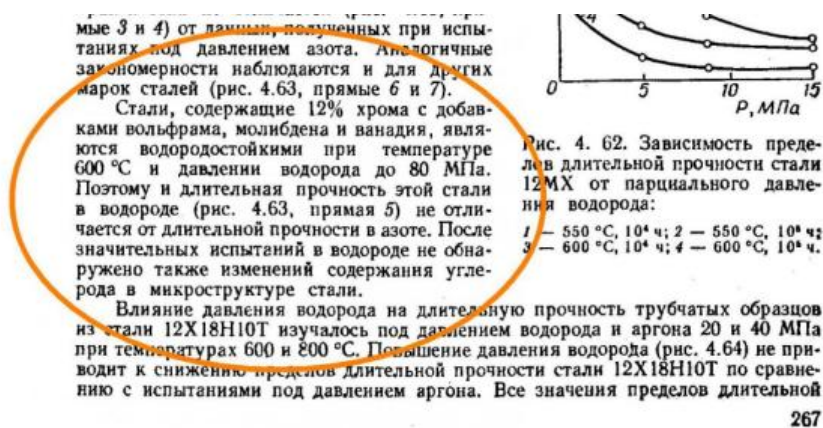 мые 3 и 4) от данных, полученных при испы-
таниях под давлением азота. Аналогичные
закономерности наблюдаются и для других
марок сталей (рис. 4.63, прямые 6 и 7).
Стали, содержащие 12% хрома с добав-
ками вольфрама, молибдена и ванадия, явля-
ются водородостойкими при температуре
600 °C и давлении водорода до 80 МПа.
Поэтому и длительная прочность этой стали
в водороде (рис. 4.63, прямая 5) не отли-
чается от длительной прочности в азоте. После
значительных испытаний в водороде не обна-
ружено также изменений содержания угле-
рода в микроструктуре стали.
4
0 5 10 15
P, МПа
Рис. 4. 62. Зависимость преде-
лов длительной прочности стали
12МХ от парциального давле-
ния водорода:
1 — 550 °C, 10⁴ ч; 2 — 550 °C, 10⁵ ч;
3 — 600 °C, 10⁴ ч; 4 — 600 °C, 10⁵ ч.
Влияние давления водорода на длительную прочность трубчатых образцов
из стали 12Х18Н10Т изучалось под давлением водорода и аргона 20 и 40 МПа
при температурах 600 и 800 °C. Повышение давления водорода (рис. 4.64) не при-
водит к снижению пределов длительной прочности стали 12Х18Н10Т по сравне-
нию с испытаниями под давлением аргона. Все значения пределов длительной
267